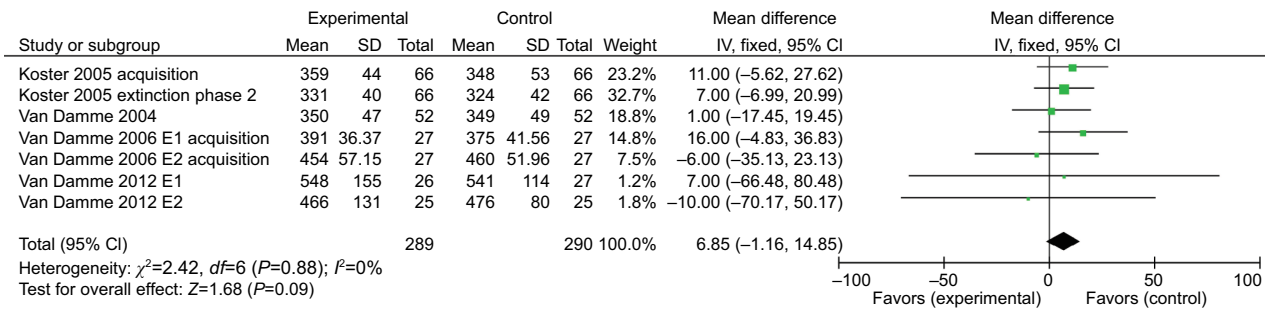 Experimental Control Mean difference Mean difference
Study or subgroup Mean SD Total Mean SD Total Weight IV, fixed, 95% CI IV, fixed, 95% CI
Koster 2005 acquisition 359 44 66 348 53 66 23.2% 11.00 (–5.62, 27.62)
Koster 2005 extinction phase 2 331 40 66 324 42 66 32.7% 7.00 (–6.99, 20.99)
Van Damme 2004 350 47 52 349 49 52 18.8% 1.00 (–17.45, 19.45)
Van Damme 2006 E1 acquisition 391 36.37 27 375 41.56 27 14.8% 16.00 (–4.83, 36.83)
Van Damme 2006 E2 acquisition 454 57.15 27 460 51.96 27 7.5% –6.00 (–35.13, 23.13)
Van Damme 2012 E1 548 155 26 541 114 27 1.2% 7.00 (–66.48, 80.48)
Van Damme 2012 E2 466 131 25 476 80 25 1.8% –10.00 (–70.17, 50.17)
Total (95% CI) 289 290 100.0% 6.85 (–1.16, 14.85)
Heterogeneity: χ²=2.42, df=6 (P=0.88); I²=0%
Test for overall effect: Z=1.68 (P=0.09)
–100 –50 0 50 100
Favors (experimental) Favors (control)